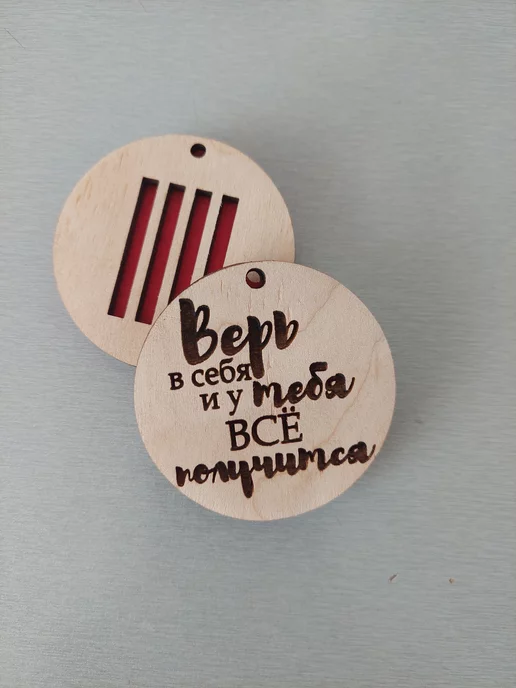 Верь
в себя
и у тебя
ВСЁ
получится